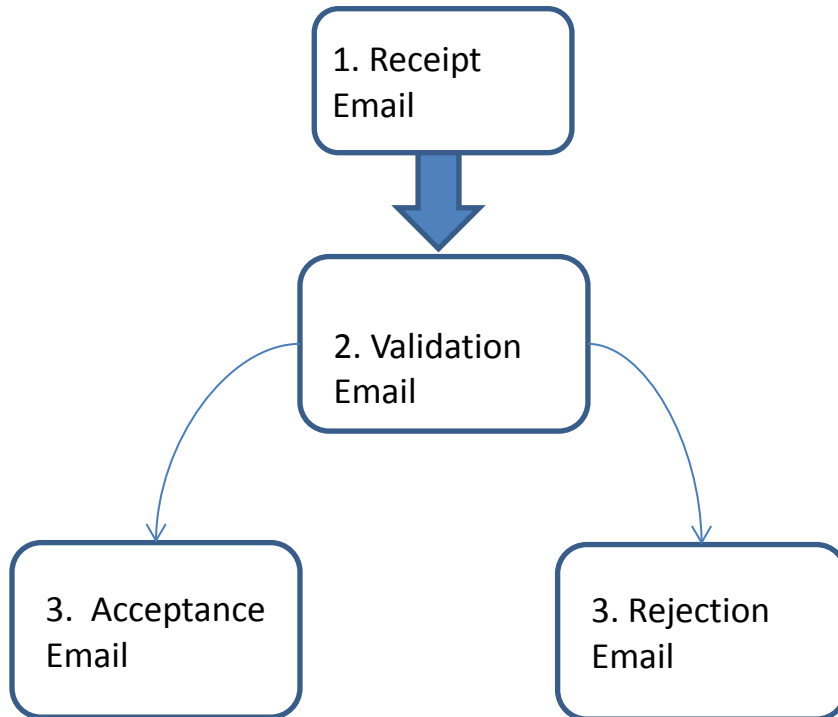 1. Receipt
Email
2. Validation
Email
3.  Acceptance
Email
3. Rejection
Email